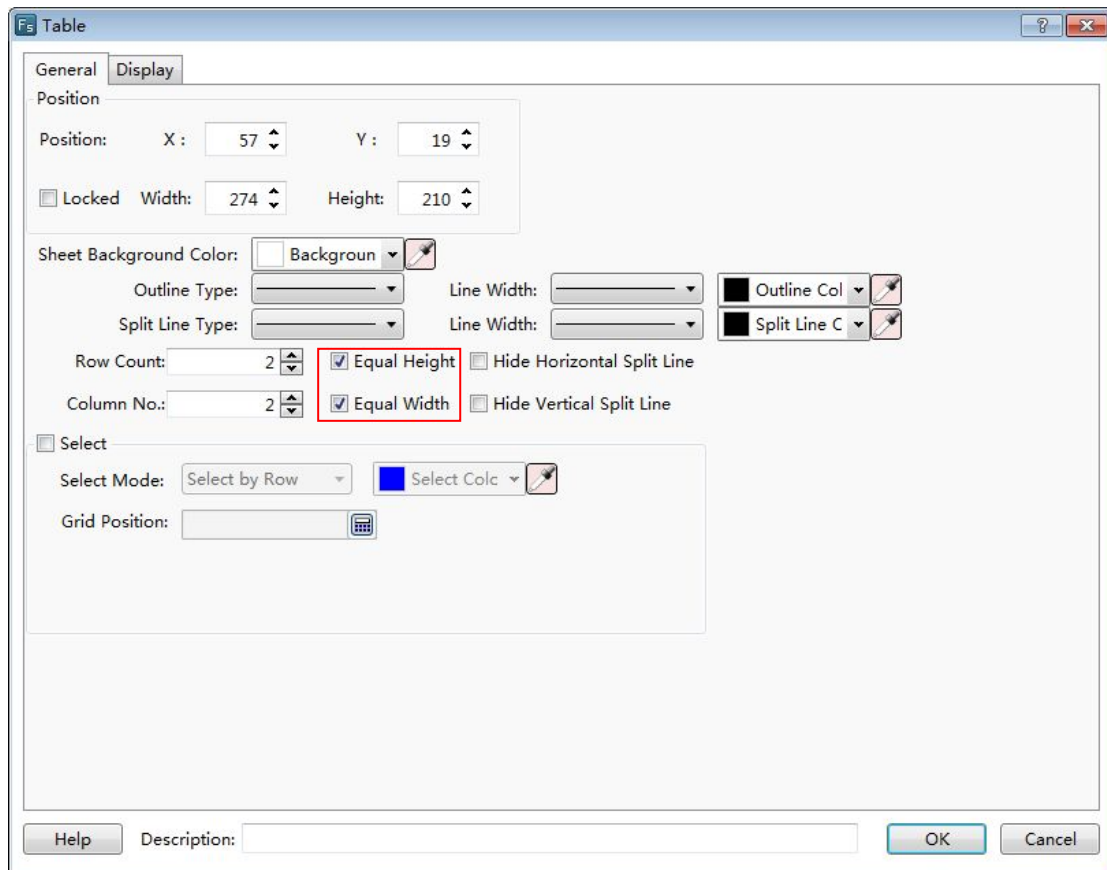 Fs Table
General Display
Position
Position: X : 57 Y : 19
Locked Width: 274 Height: 210
Sheet Background Color: Backgroun
Outline Type: Line Width: Outline Col
Split Line Type: Line Width: Split Line C
Row Count: 2 Equal Height Hide Horizontal Split Line
Column No.: 2 Equal Width Hide Vertical Split Line
Select
Select Mode: Select by Row Select Colc
Grid Position:
Help Description: OK Cancel